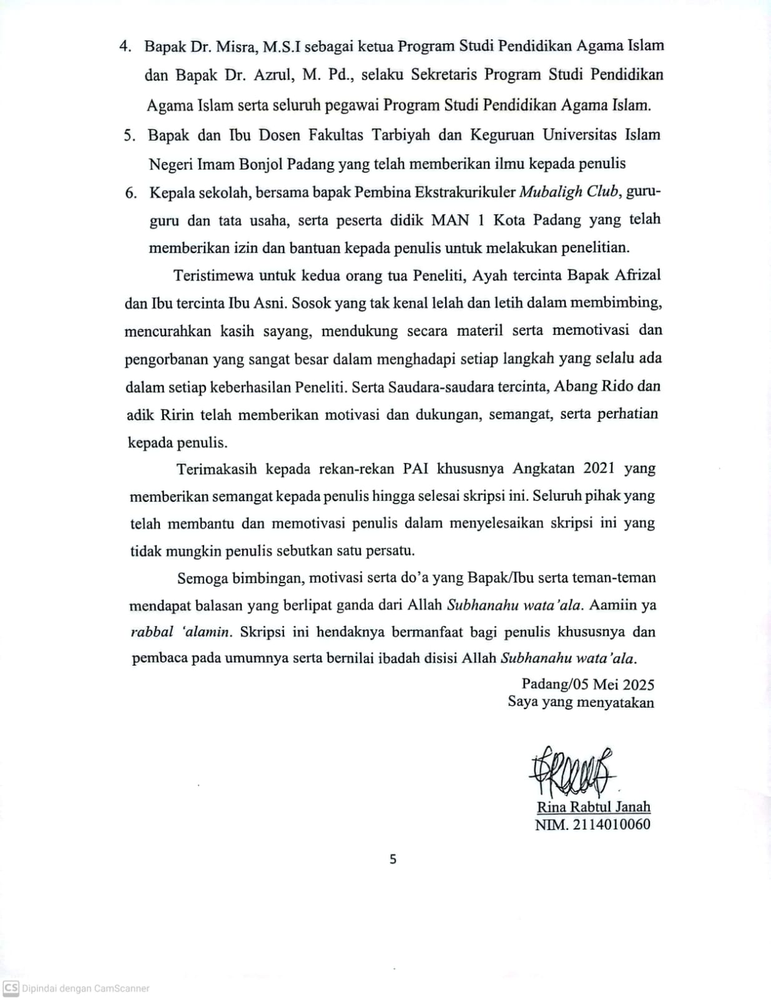 4. Bapak Dr. Misra, M.S.I sebagai ketua Program Studi Pendidikan Agama Islam
dan Bapak Dr. Azrul, M. Pd., selaku Sekretaris Program Studi Pendidikan
Agama Islam serta seluruh pegawai Program Studi Pendidikan Agama Islam.
5. Bapak dan Ibu Dosen Fakultas Tarbiyah dan Keguruan Universitas Islam
Negeri Imam Bonjol Padang yang telah memberikan ilmu kepada penulis
6. Kepala sekolah, bersama bapak Pembina Ekstrakurikuler Mubaligh Club, guru-
guru dan tata usaha, serta peserta didik MAN 1 Kota Padang yang telah
memberikan izin dan bantuan kepada penulis untuk melakukan penelitian.
Teristimewa untuk kedua orang tua Peneliti, Ayah tercinta Bapak Afrizal
dan Ibu tercinta Ibu Asni. Sosok yang tak kenal lelah dan letih dalam membimbing,
mencurahkan kasih sayang, mendukung secara materil serta memotivasi dan
pengorbanan yang sangat besar dalam menghadapi setiap langkah yang selalu ada
dalam setiap keberhasilan Peneliti. Serta Saudara-saudara tercinta, Abang Rido dan
adik Ririn telah memberikan motivasi dan dukungan, semangat, serta perhatian
kepada penulis.
Terimakasih kepada rekan-rekan PAI khususnya Angkatan 2021 yang
memberikan semangat kepada penulis hingga selesai skripsi ini. Seluruh pihak yang
telah membantu dan memotivasi penulis dalam menyelesaikan skripsi ini yang
tidak mungkin penulis sebutkan satu persatu.
Semoga bimbingan, motivasi serta do’a yang Bapak/Ibu serta teman-teman
mendapat balasan yang berlipat ganda dari Allah Subhanahu wata’ala. Aamiin ya
rabbal ‘alamin. Skripsi ini hendaknya bermanfaat bagi penulis khususnya dan
pembaca pada umumnya serta bernilai ibadah disisi Allah Subhanahu wata’ala.
Padang/05 Mei 2025
Saya yang menyatakan
Rina Rabtul Janah
NIM. 2114010060
5
CS Dipindai dengan CamScanner